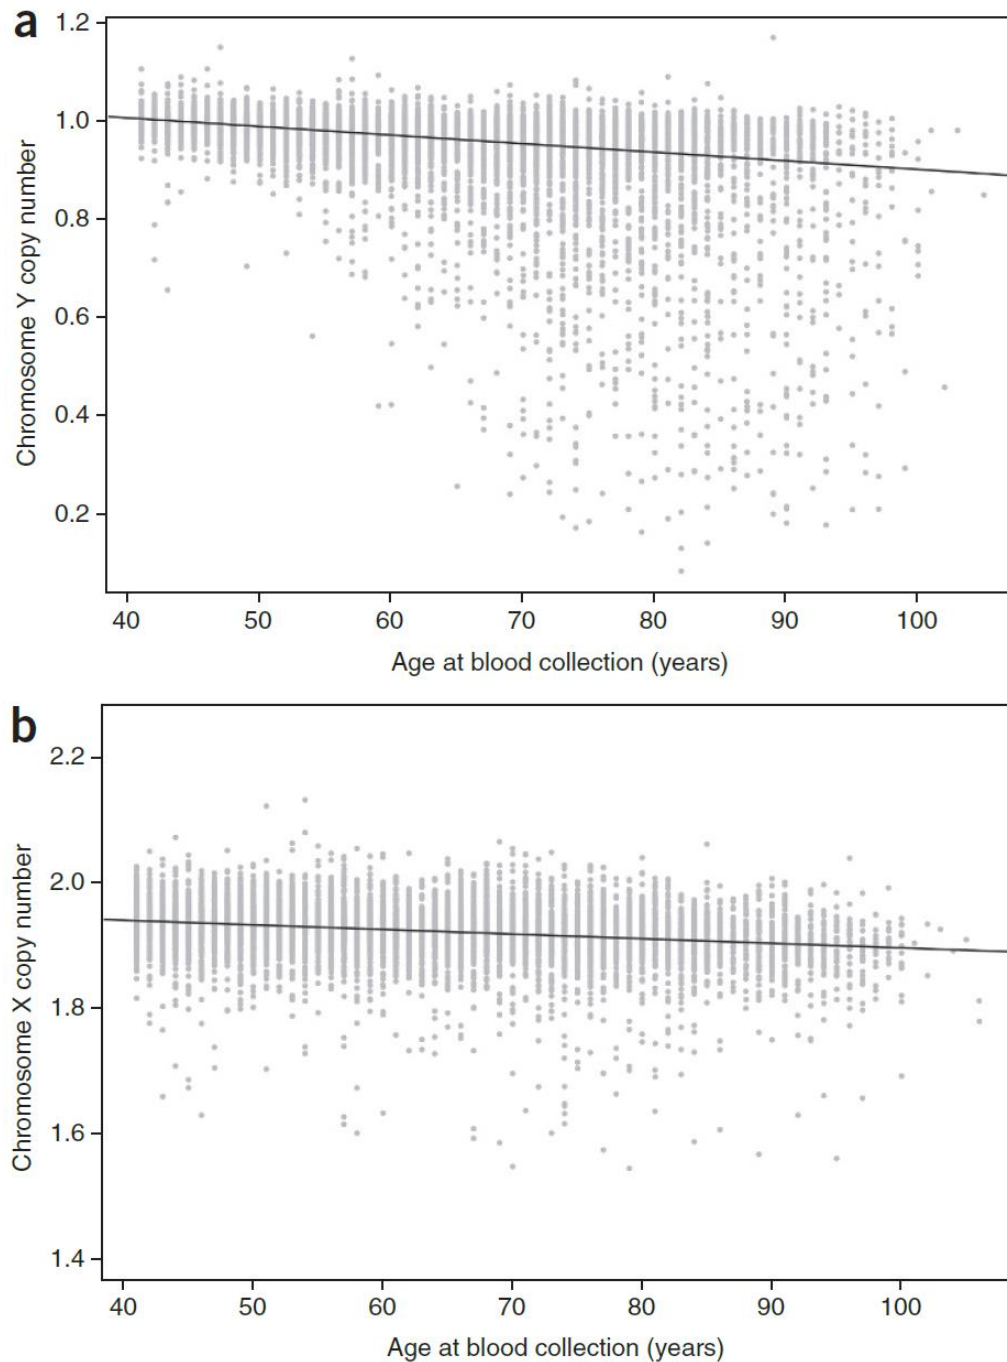 a
1.2
1.0
0.8
0.6
0.4
0.2
Chromosome Y copy number
40 50 60 70 80 90 100
Age at blood collection (years)
b
2.2
2.0
1.8
1.6
1.4
Chromosome X copy number
40 50 60 70 80 90 100
Age at blood collection (years)